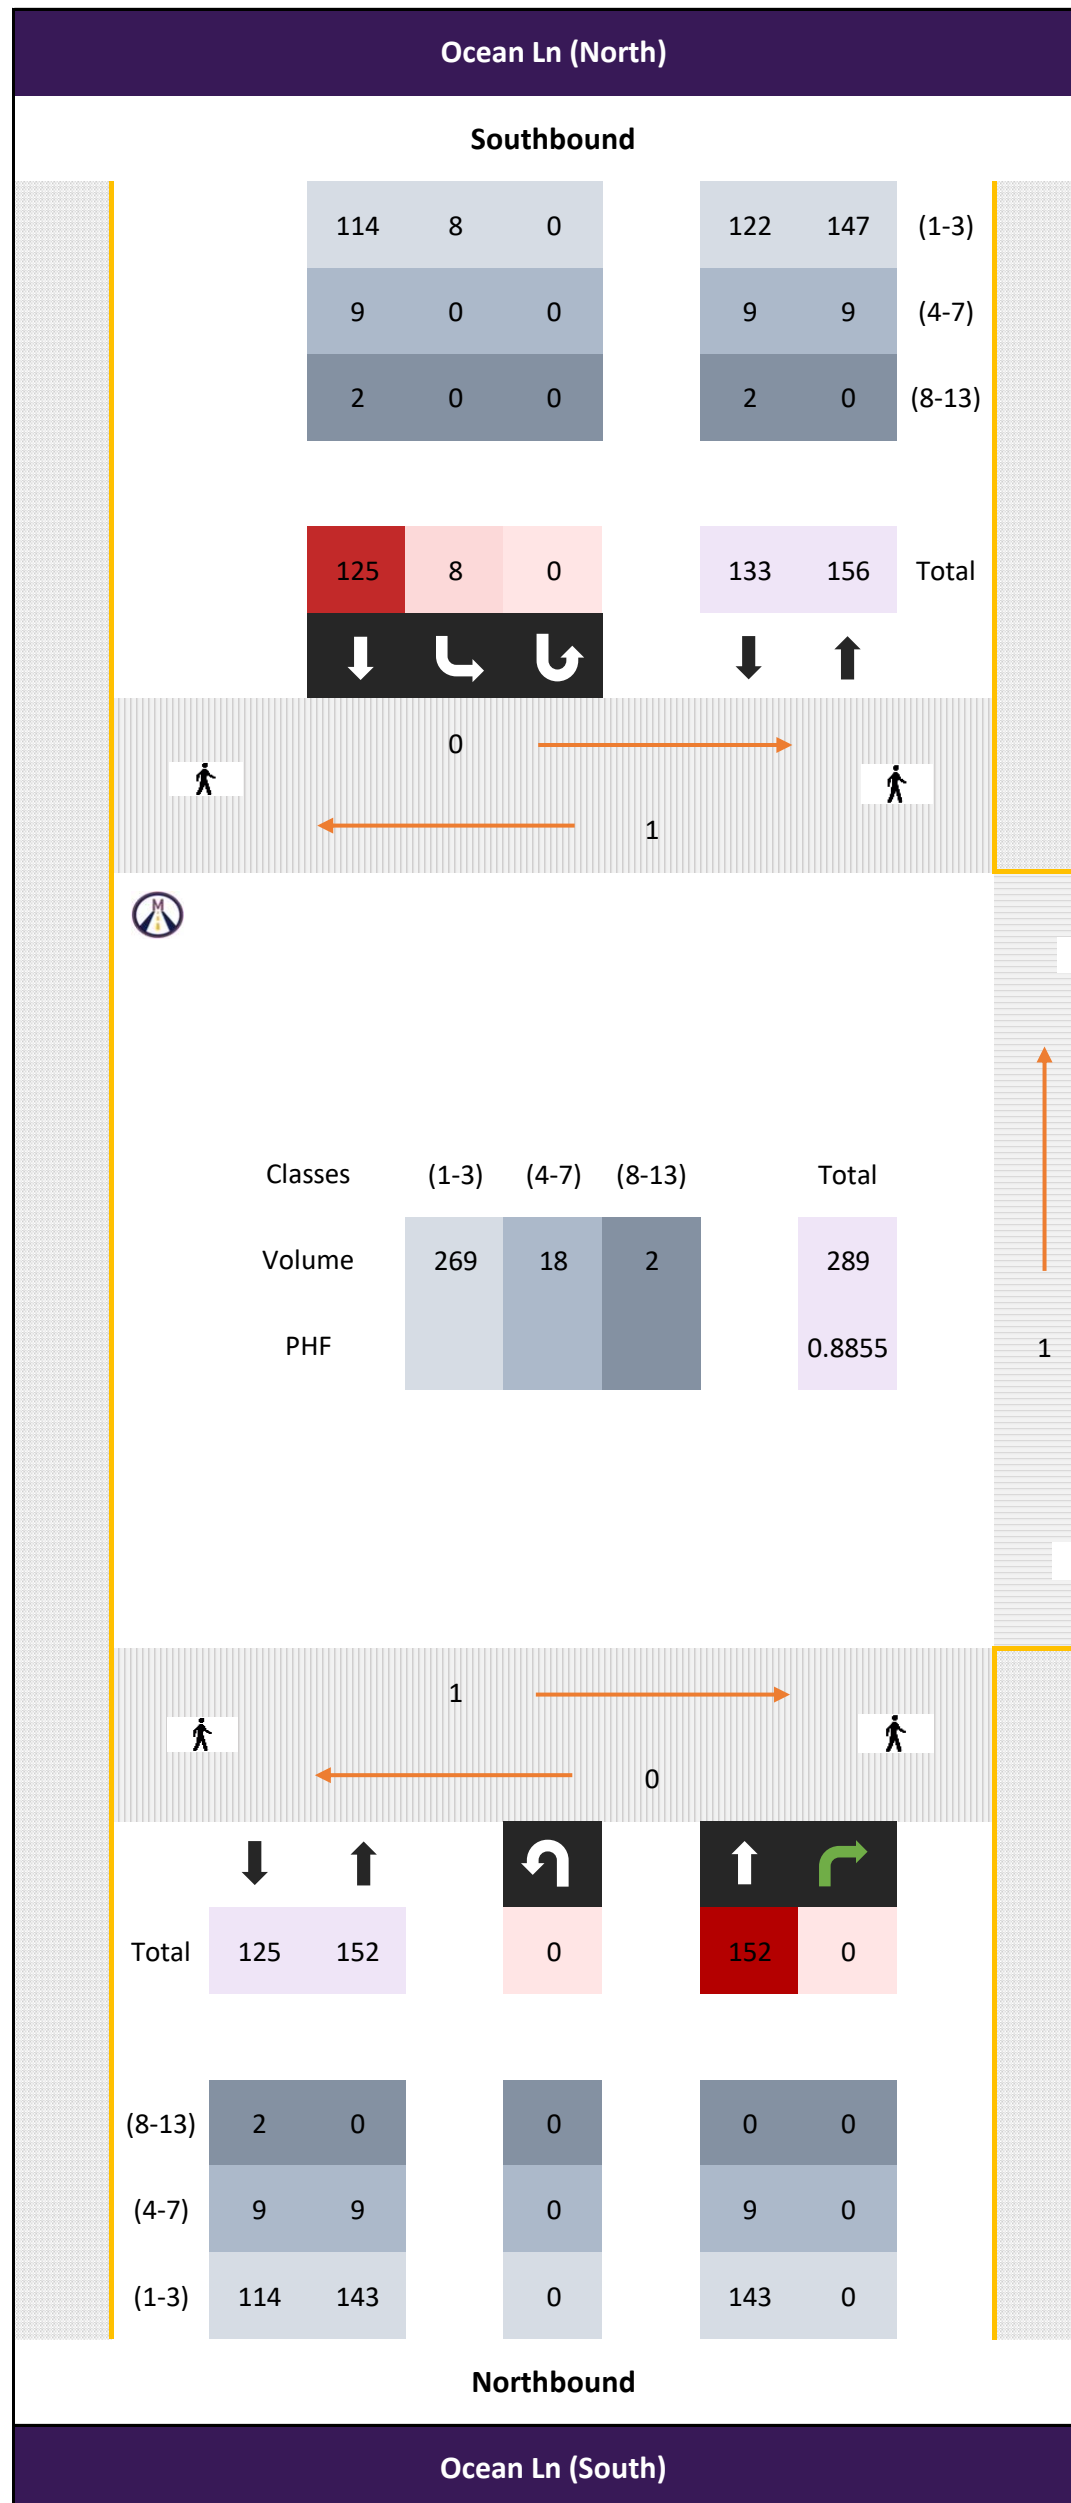 Ocean Ln (North)
Southbound
114 8 0 122 147 (1-3)
9 0 0 9 9 (4-7)
2 0 0 2 0 (8-13)
125 8 0 133 156 Total
0
1
M
Classes (1-3) (4-7) (8-13) Total
Volume 269 18 2 289
PHF 0.8855 1
1
0
Total 125 152 0 152 0
(8-13) 2 0 0 0 0
(4-7) 9 9 0 9 0
(1-3) 114 143 0 143 0
Northbound
Ocean Ln (South)